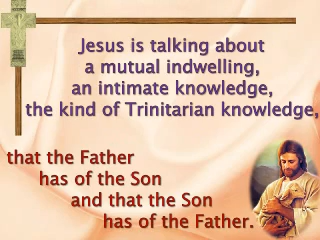 Jesus is talking about
a mutual indwelling,
an intimate knowledge,
the kind of Trinitarian knowledge,
that the Father
has of the Son
and that the Son
has of the Father.